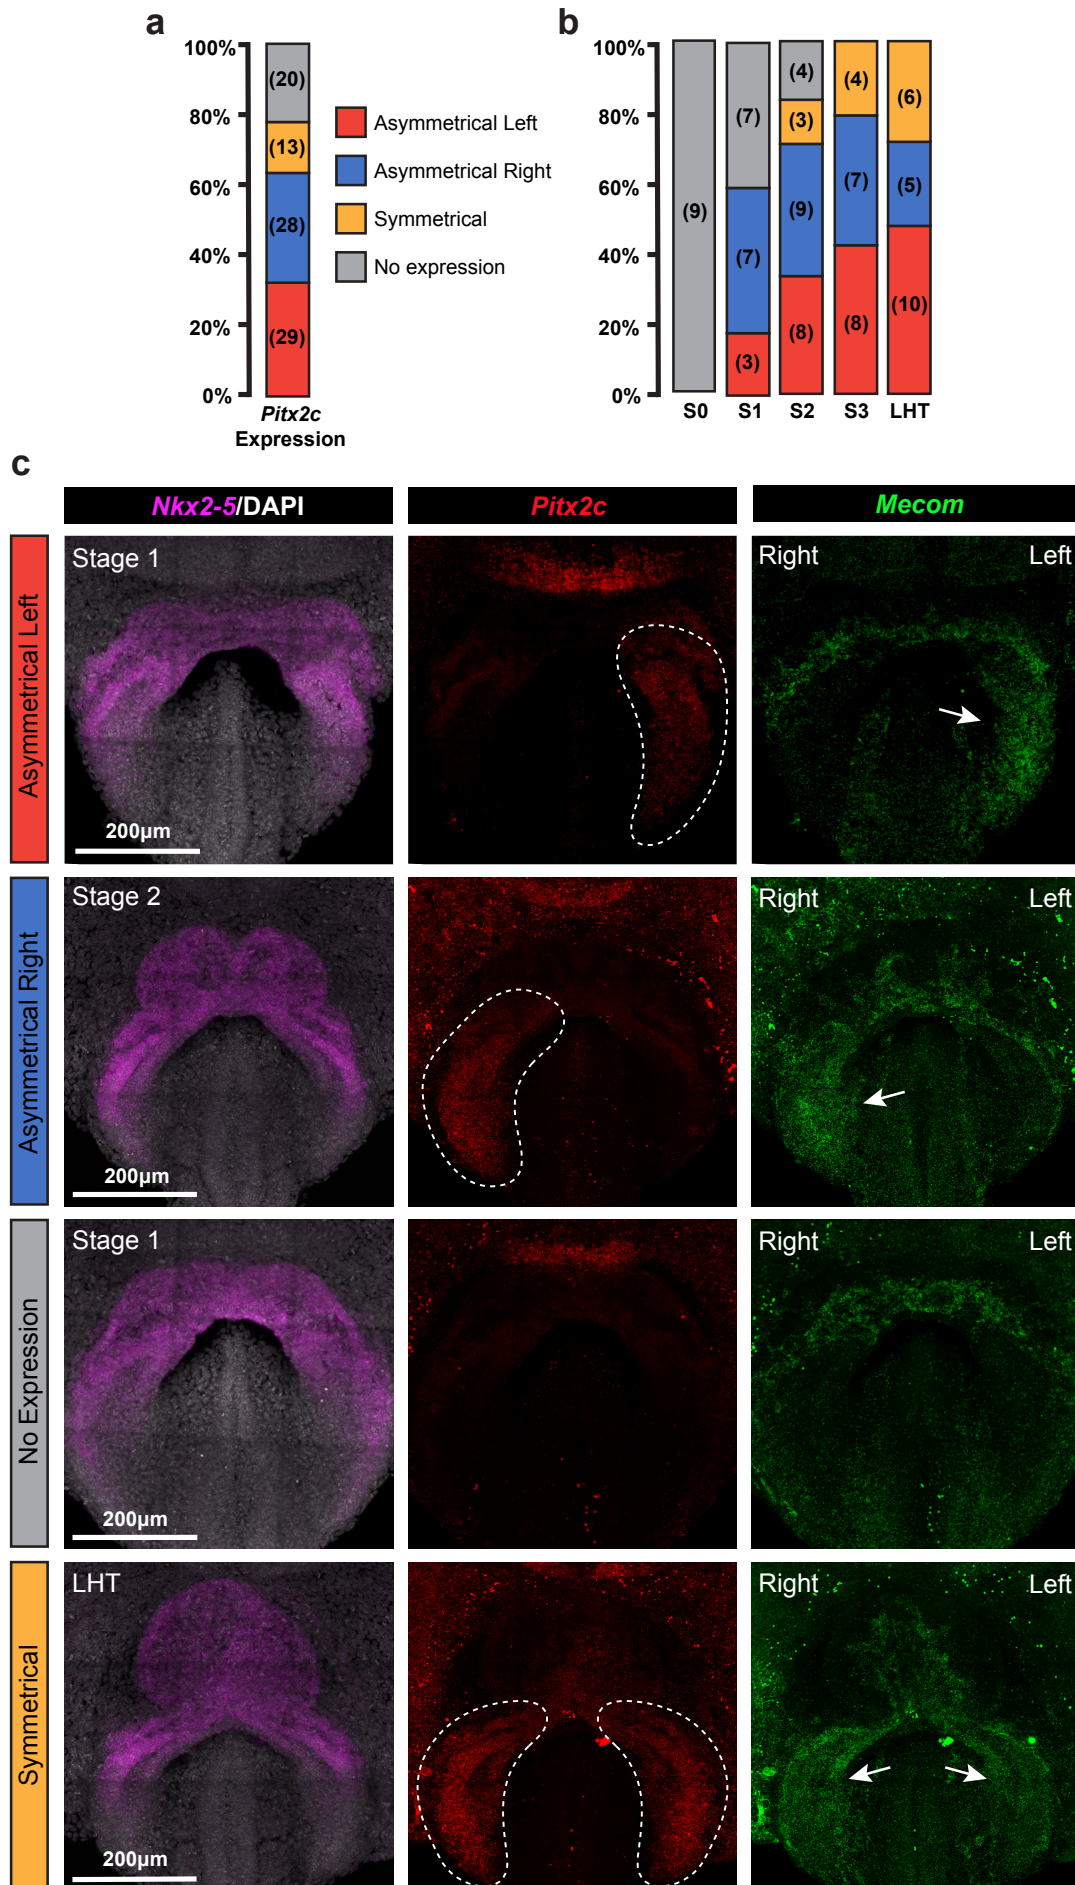 a
100%
80%
60%
40%
20%
0%
(20)
(13)
(28)
(29)
Pitx2c
Expression
Asymmetrical Left
Asymmetrical Right
Symmetrical
No expression
b
100%
80%
60%
40%
20%
0%
(9)
(7)
(7)
(3)
(4)
(3)
(9)
(8)
(4)
(7)
(8)
(6)
(5)
(10)
S0 S1 S2 S3 LHT
c
Nkx2-5/DAPI
Pitx2c
Mecom
Asymmetrical Left
Stage 1
200µm
Right Left
Asymmetrical Right
Stage 2
200µm
Right Left
No Expression
Stage 1
200µm
Right Left
Symmetrical
LHT
200µm
Right Left